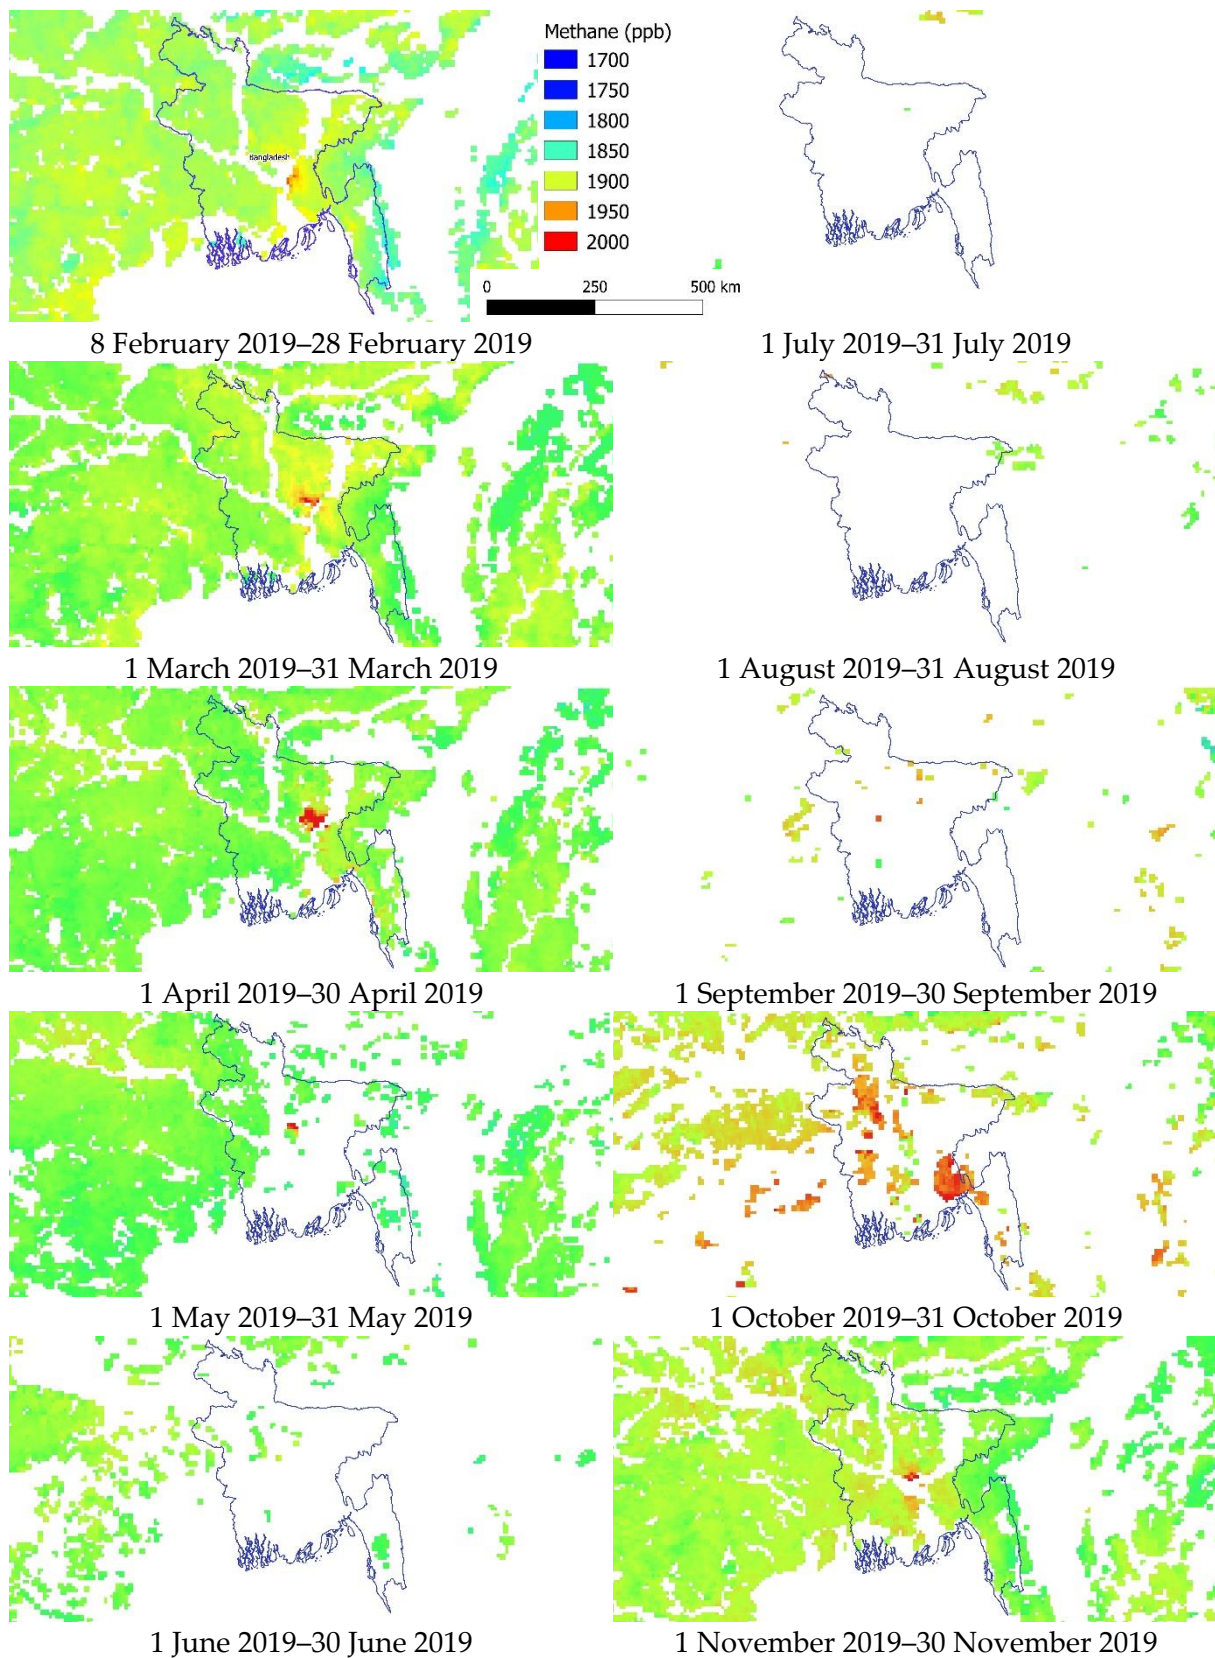 Methane (ppb)
1700
1750
1800
1850
1900
1950
2000
Bangladesh
0 250 500 km
8 February 2019–28 February 2019
1 July 2019–31 July 2019
1 March 2019–31 March 2019
1 August 2019–31 August 2019
1 April 2019–30 April 2019
1 September 2019–30 September 2019
1 May 2019–31 May 2019
1 October 2019–31 October 2019
1 June 2019–30 June 2019
1 November 2019–30 November 2019